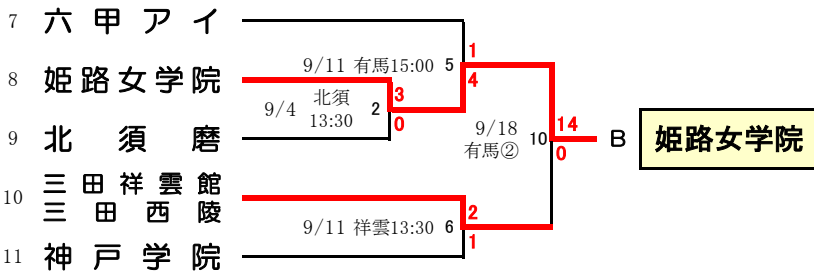 7 六甲アイ
1
9/11 有馬15:00 5
4
8 姫路女学院
3
9/4 北須 13:30 2
0
9 北須磨
9/18 有馬② 10
14
0
B 姫路女学院
10 三田祥雲館
三田西陵
2
9/11 祥雲13:30 6
1
11 神戸学院